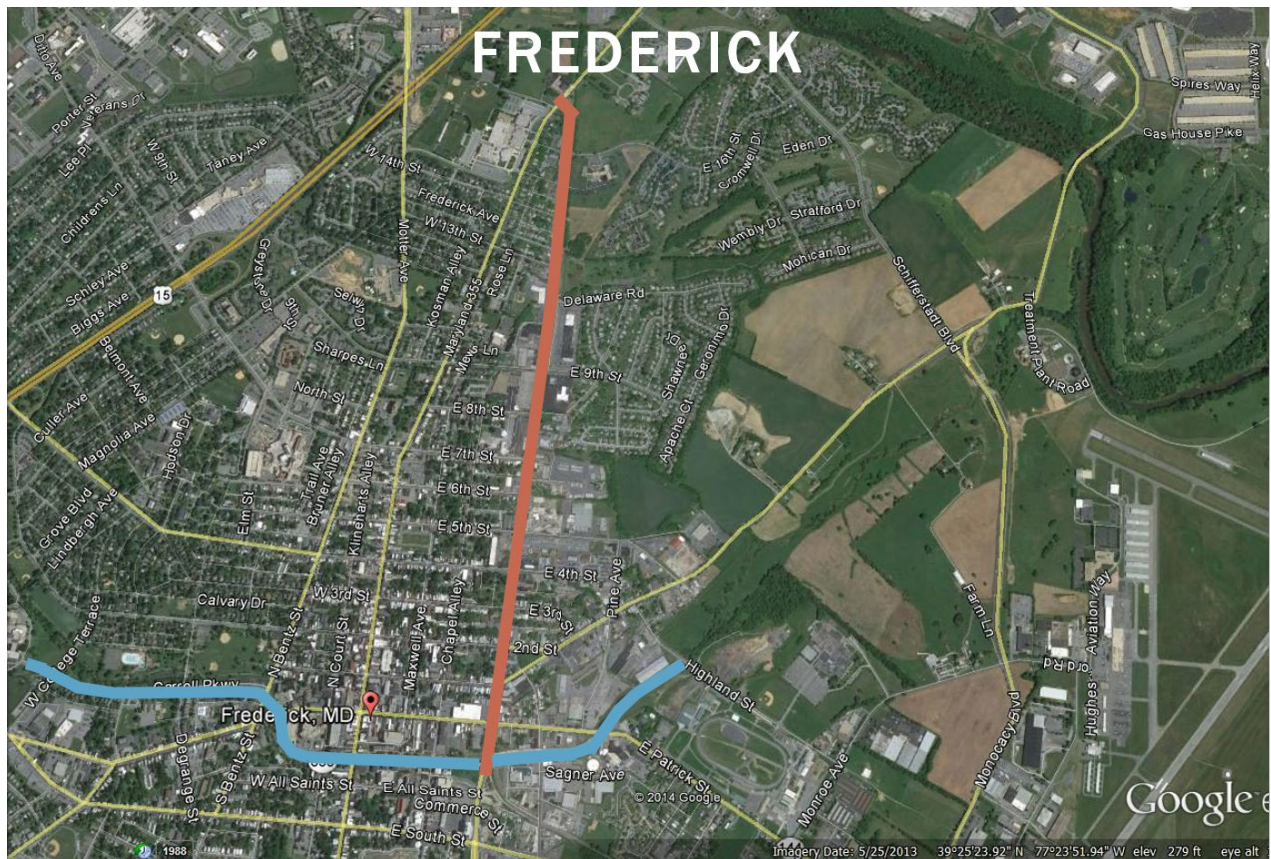 FREDERICK
Ditto Ave
Porter St
Veterans Dr
Lee Pl
W 9th St
Taney Ave
Childrens Ln
Schley Ave
Biggs Ave
15
Greystone Dr
9th St
Selwyn Dr
Sharpes Ln
North St
Belmont Ave
Culler Ave
Magnolia Ave
Hodson Dr
Grove Blvd
Lindbergh Ave
Elm St
Trail Ave
Bruner Alley
Klineharts Alley
W 14th St
Frederick Ave
W 13th St
Motter Ave
Kosman Alley
Maryland 355
Rose Ln
Mews Ln
E 8th St
E 7th St
E 6th St
E 5th St
Delaware Rd
E 9th St
Shawnee Dr
Apache Ct
Geronimo Dr
E 16th St
Cromwell Dr
Eden Dr
Wembly Dr
Stratford Dr
Mohican Dr
Schifferstadt Blvd
Treatment Plant Road
Spires Way
Helix Way
Gas House Pike
Calvary Dr
W 3rd St
E 4th St
E 3rd St
2nd St
Pine Ave
N Bentz St
N Court St
Maxwell Ave
Chapel Alley
W College Terrace
Carroll Pkwy
Frederick, MD
Degrange St
S Bentz St
W All Saints St
E All Saints St
Commerce St
E South St
Sagner Ave
E Patrick St
Highland St
Monroe Ave
Monocacy Blvd
Farm Ln
Hughes
Aviation Way
ord Rd
© 2014 Google
Google e
1988
Imagery Date: 5/25/2013 39°25'23.92" N 77°23'51.94" W elev 279 ft eye alt